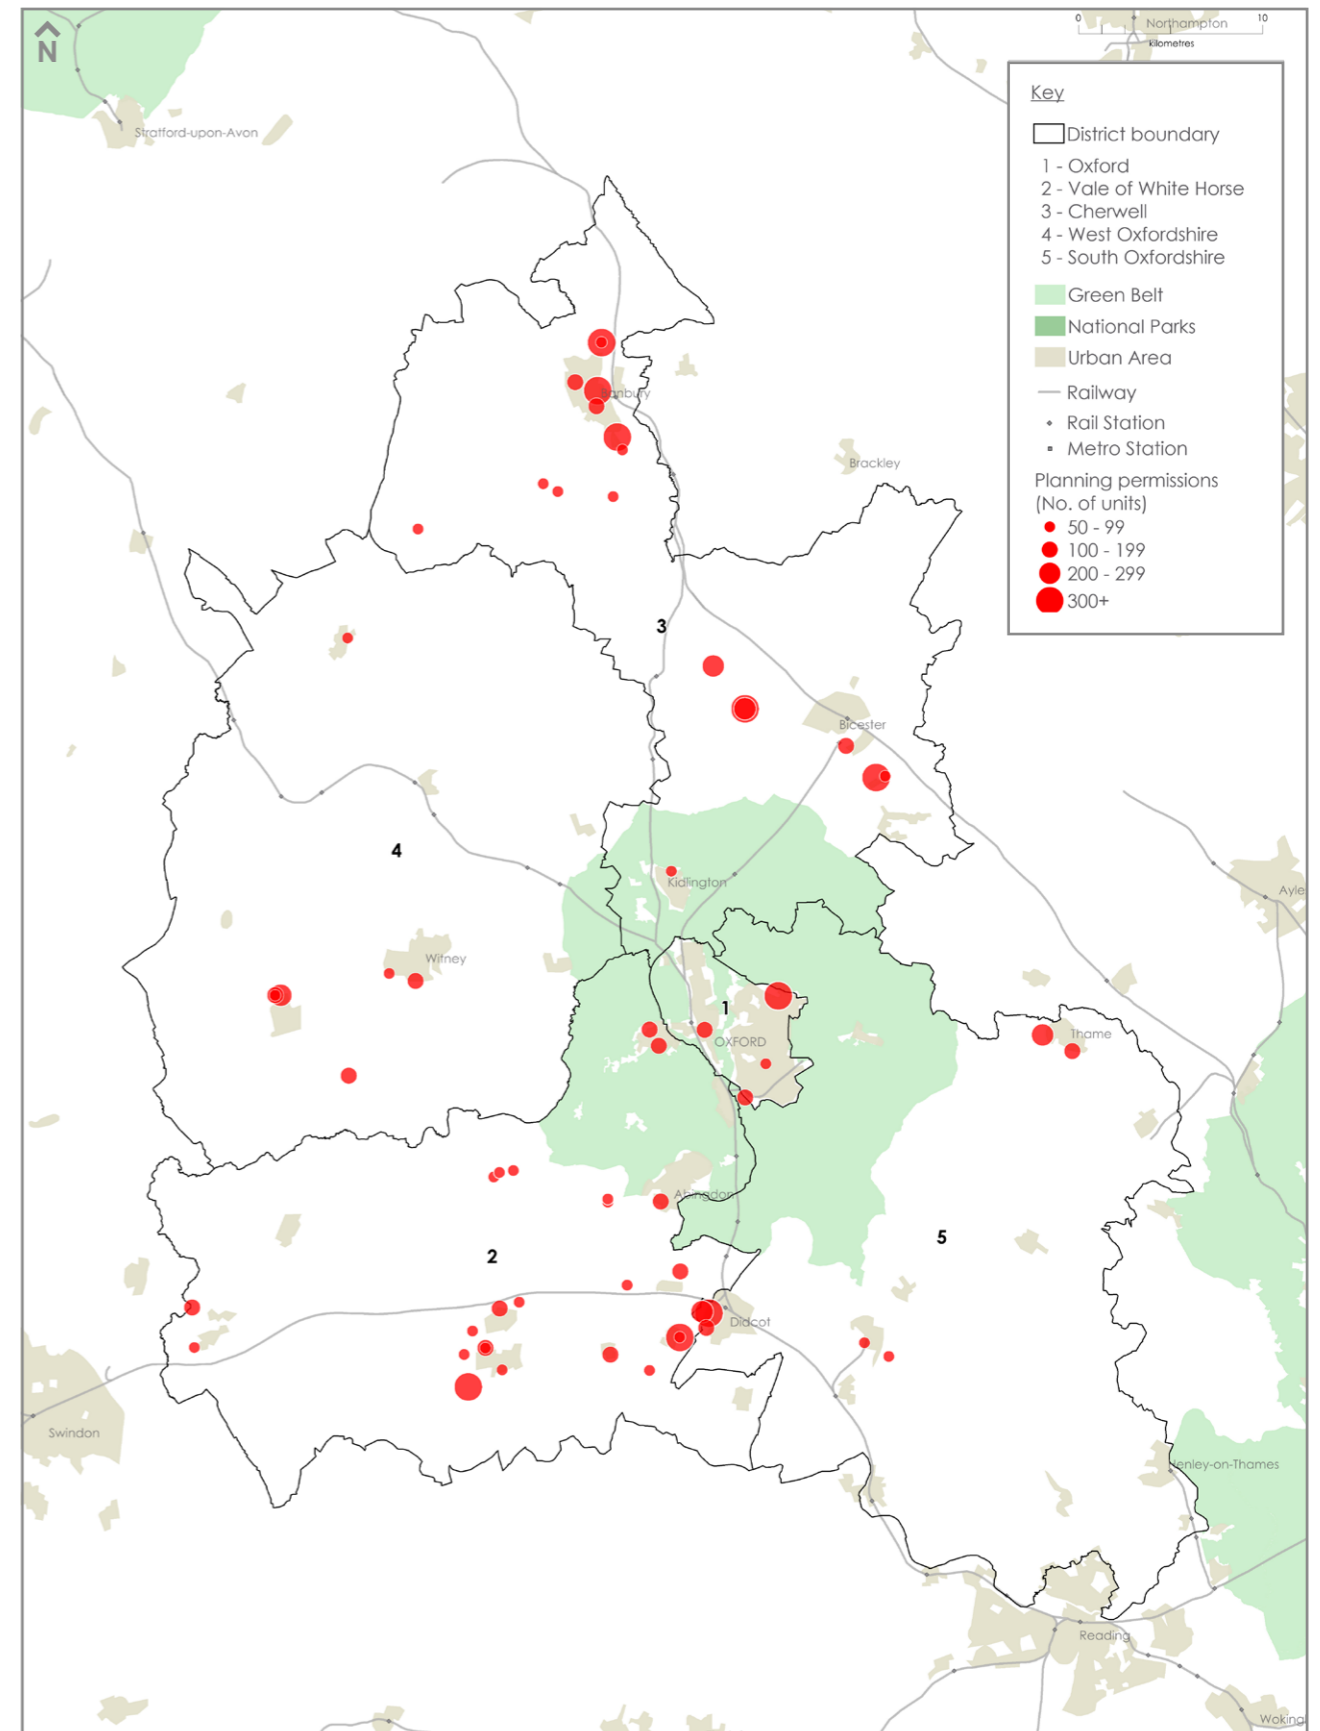 N
0 10
Northampton
kilometres
Key
District boundary
1 - Oxford
2 - Vale of White Horse
3 - Cherwell
4 - West Oxfordshire
5 - South Oxfordshire
Green Belt
National Parks
Urban Area
Railway
Rail Station
Metro Station
Planning permissions
(No. of units)
50 - 99
100 - 199
200 - 299
300+
Stratford-upon-Avon
Banbury
Brackley
3
Bicester
4
Kidlington
Ayle
Witney
1
OXFORD
Thame
Abingdon
5
2
Didcot
Swindon
Henley-on-Thames
Reading
Woking